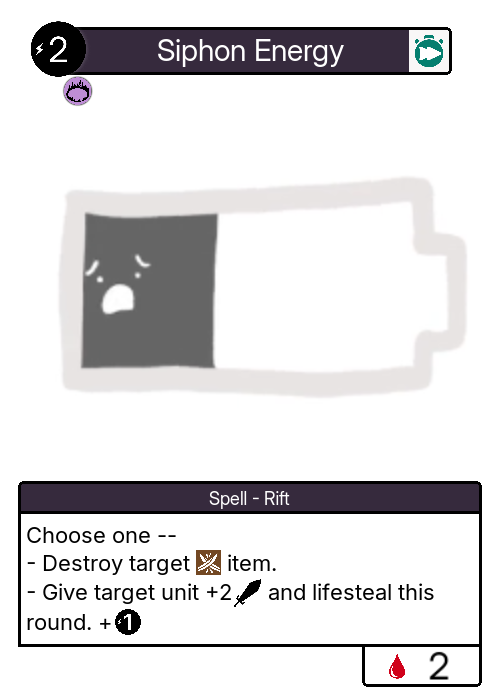 2
Siphon Energy
Spell - Rift
Choose one --
- Destroy target item.
- Give target unit +2 and lifesteal this
round. + 1
2